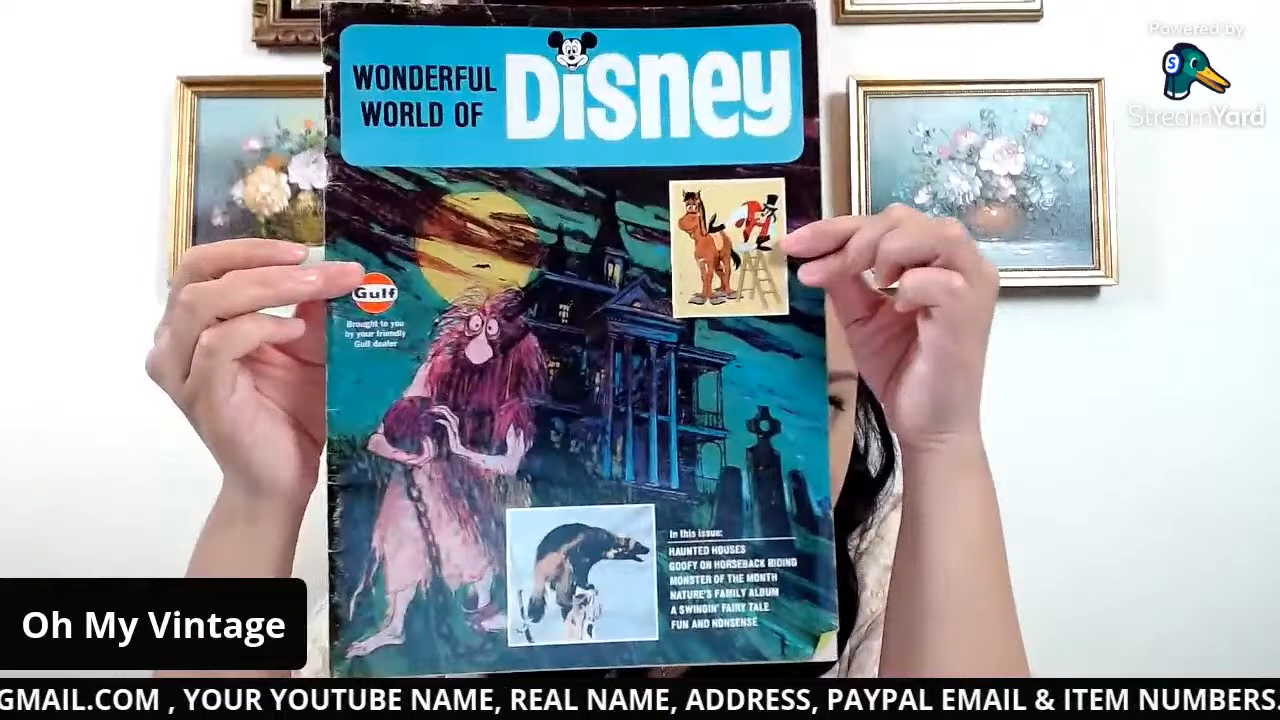 Powered by
S
StreamYard
WONDERFUL
WORLD OF
Disney
Gulf
Brought to you
by your friendly
Gulf dealer
In this issue:
HAUNTED HOUSES
GOOFY ON HORSEBACK RIDING
MONSTER OF THE MONTH
NATURE'S FAMILY ALBUM
A SWINGIN' FAIRY TALE
FUN AND NONSENSE
Oh My Vintage
GMAIL.COM , YOUR YOUTUBE NAME, REAL NAME, ADDRESS, PAYPAL EMAIL & ITEM NUMBERS.